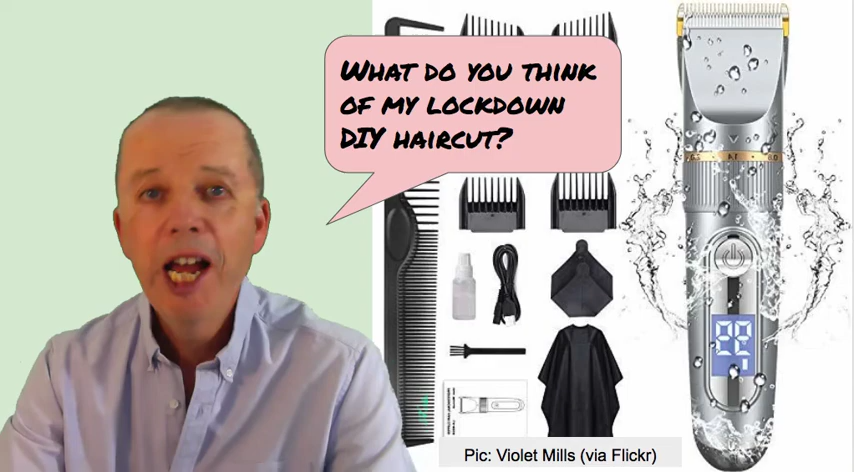 WHAT DO YOU THINK
OF MY LOCKDOWN
DIY HAIRCUT?
Pic: Violet Mills (via Flickr)